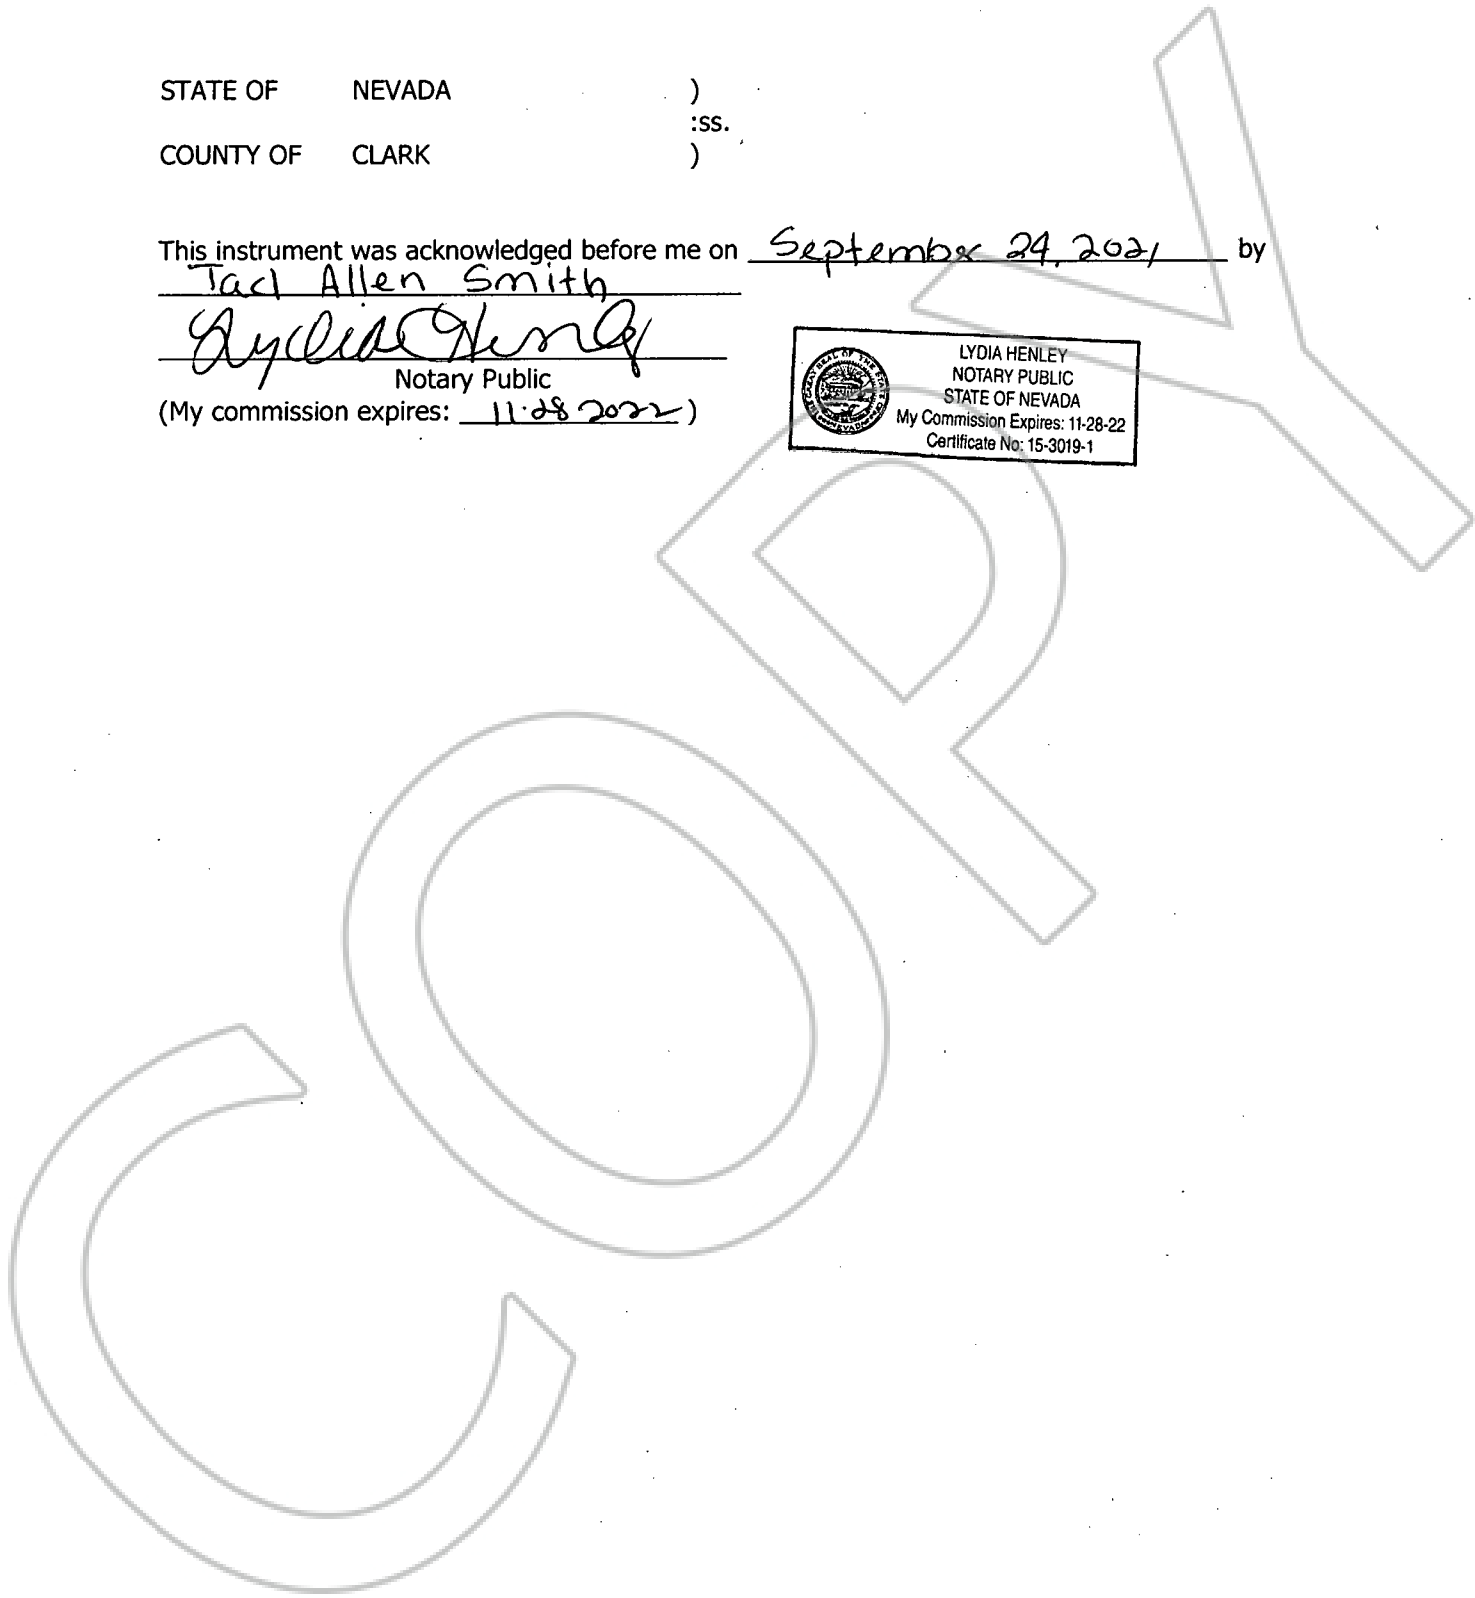 STATE OF NEVADA )
:ss.
COUNTY OF CLARK )
This instrument was acknowledged before me on September 24, 2021 by
Tad Allen Smith
Lydia Henley
Notary Public
(My commission expires: 11-28 2022)
LYDIA HENLEY
NOTARY PUBLIC
STATE OF NEVADA
My Commission Expires: 11-28-22
Certificate No: 15-3019-1
COPY